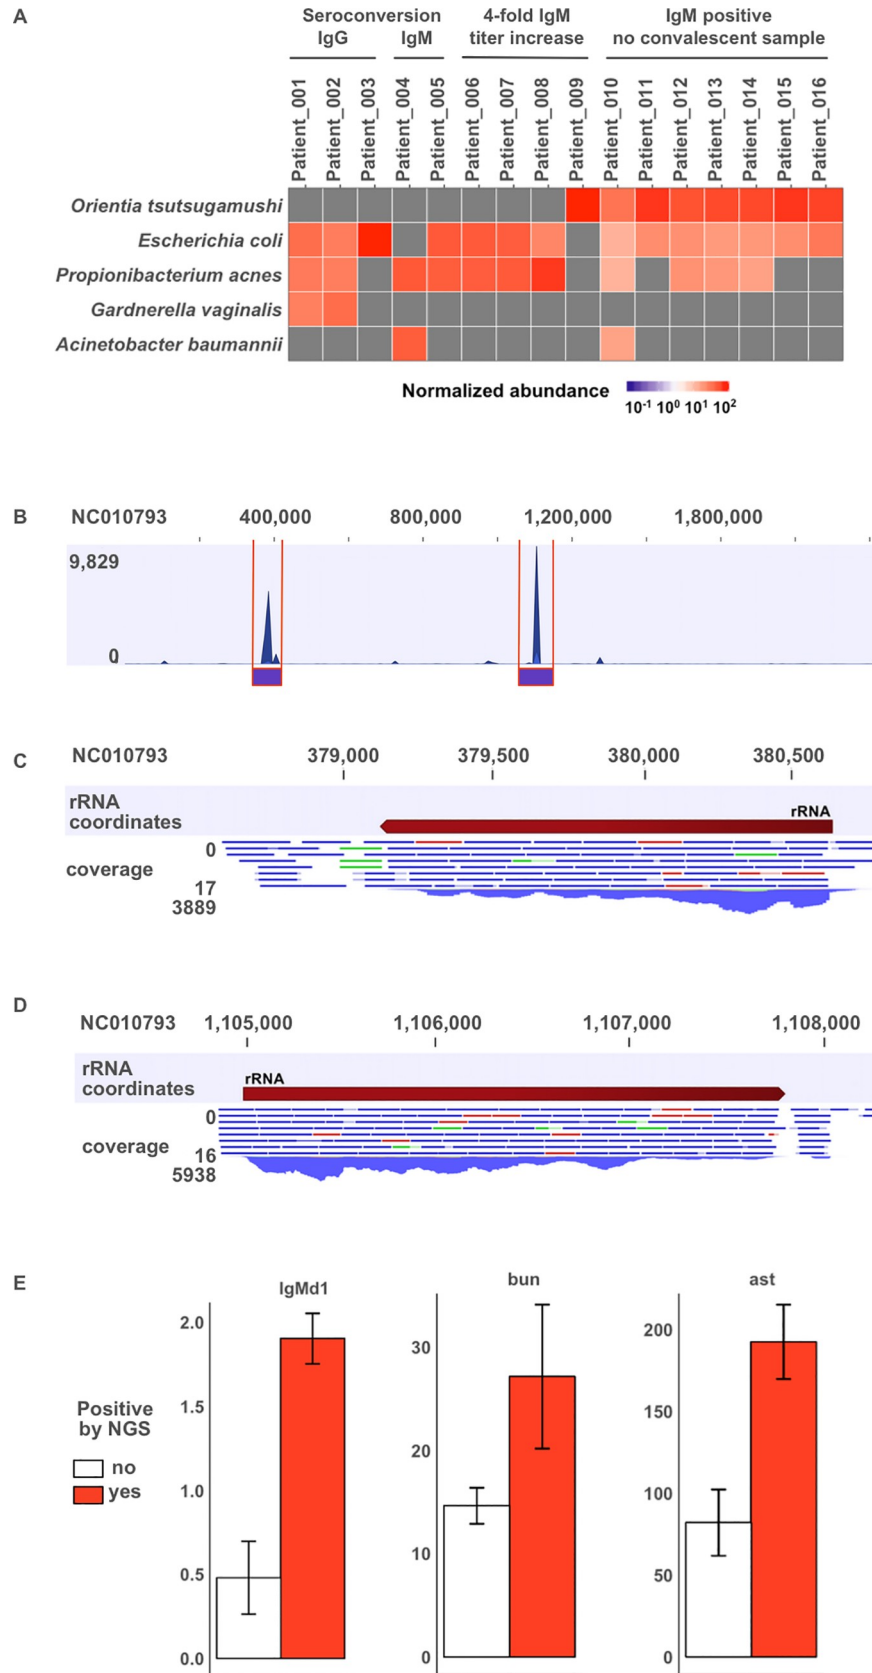 A
Seroconversion
IgG IgM
4-fold IgM
titer increase
IgM positive
no convalescent sample
Patient_001
Patient_002
Patient_003
Patient_004
Patient_005
Patient_006
Patient_007
Patient_008
Patient_009
Patient_010
Patient_011
Patient_012
Patient_013
Patient_014
Patient_015
Patient_016
Orientia tsutsugamushi
Escherichia coli
Propionibacterium acnes
Gardnerella vaginalis
Acinetobacter baumannii
Normalized abundance
10⁻¹ 10⁰ 10¹ 10²
B
NC010793 400,000 800,000 1,200,000 1,800,000
9,829
0
C
NC010793 379,000 379,500 380,000 380,500
rRNA
coordinates
rRNA
0
coverage
17
3889
D
NC010793 1,105,000 1,106,000 1,107,000 1,108,000
rRNA
coordinates
rRNA
0
coverage
16
5938
E
Positive
by NGS
no
yes
IgMd1
2.0
1.5
1.0
0.5
0.0
bun
30
20
10
0
ast
200
150
100
50
0